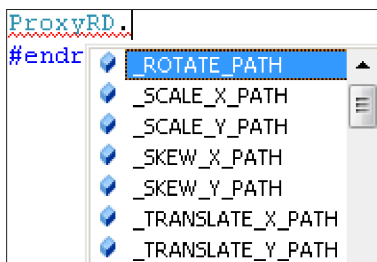 ProxyRD.
#endr
_ROTATE_PATH
_SCALE_X_PATH
_SCALE_Y_PATH
_SKEW_X_PATH
_SKEW_Y_PATH
_TRANSLATE_X_PATH
_TRANSLATE_Y_PATH